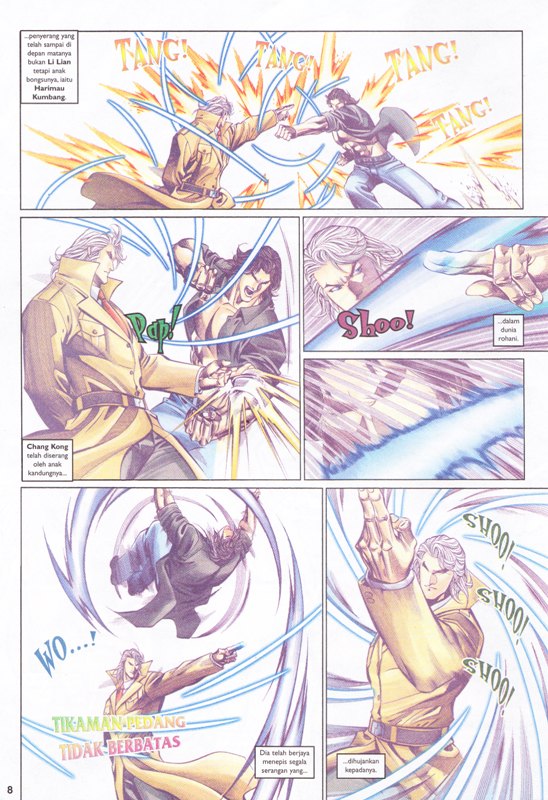 ...penyerang yang
telah sampai di
depan matanya
bukan Li Lian
tetapi anak
bongsunya, iaitu
Harimau
Kumbang.
TANG!
TANG!
TANG!
TANG!
Pap!
Chang Kong
telah diserang
oleh anak
kandungnya...
Shoo!
...dalam
dunia
rohani.
WO...!
TIKAMAN PEDANG
TIDAK BERBATAS
Dia telah berjaya
menepis segala
serangan yang...
SHOO!
SHOO!
SHOO!
...dihujankan
kepadanya.
8